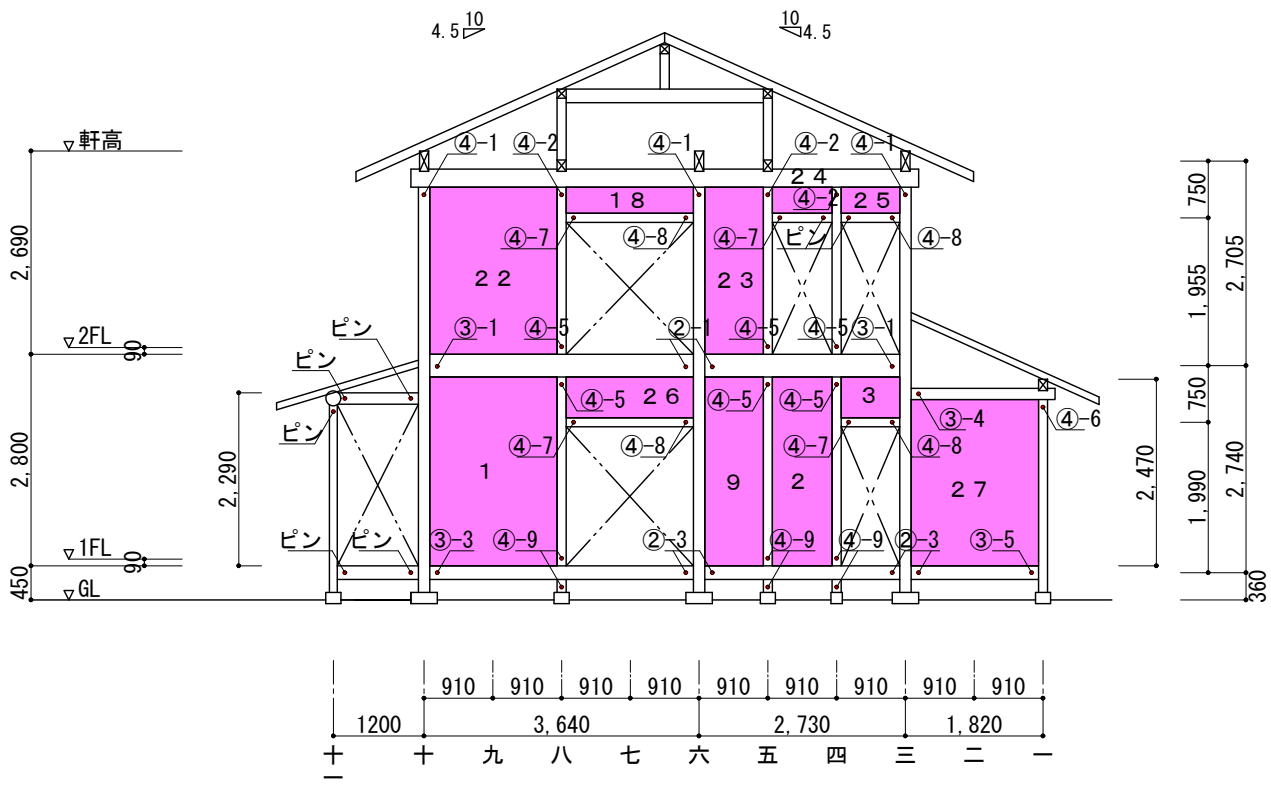 4.5 10
10 4.5
軒高
④-1 ④-2 ④-1 ④-2 ④-1
24
18 ④-2 25
750
④-7 ④-8 ④-7 ピン ④-8
2,690
22 23
2,705
1,955
2FL
90
ピン ③-1 ④-5 ②-1 ④-5 ④-5 ③-1
ピン
④-5 26 ④-5 ④-5 3
750
ピン
③-4 ④-6
④-7 ④-8 ④-7 ④-8
2,800
2,290
1 9 2 27
2,470
1,990
2,740
1FL
90
ピン ピン ③-3 ④-9 ②-3 ④-9 ④-9 ②-3 ③-5
450
GL
360
910 910 910 910 910 910 910 910 910
1200 3,640 2,730 1,820
十一 十 九 八 七 六 五 四 三 二 一